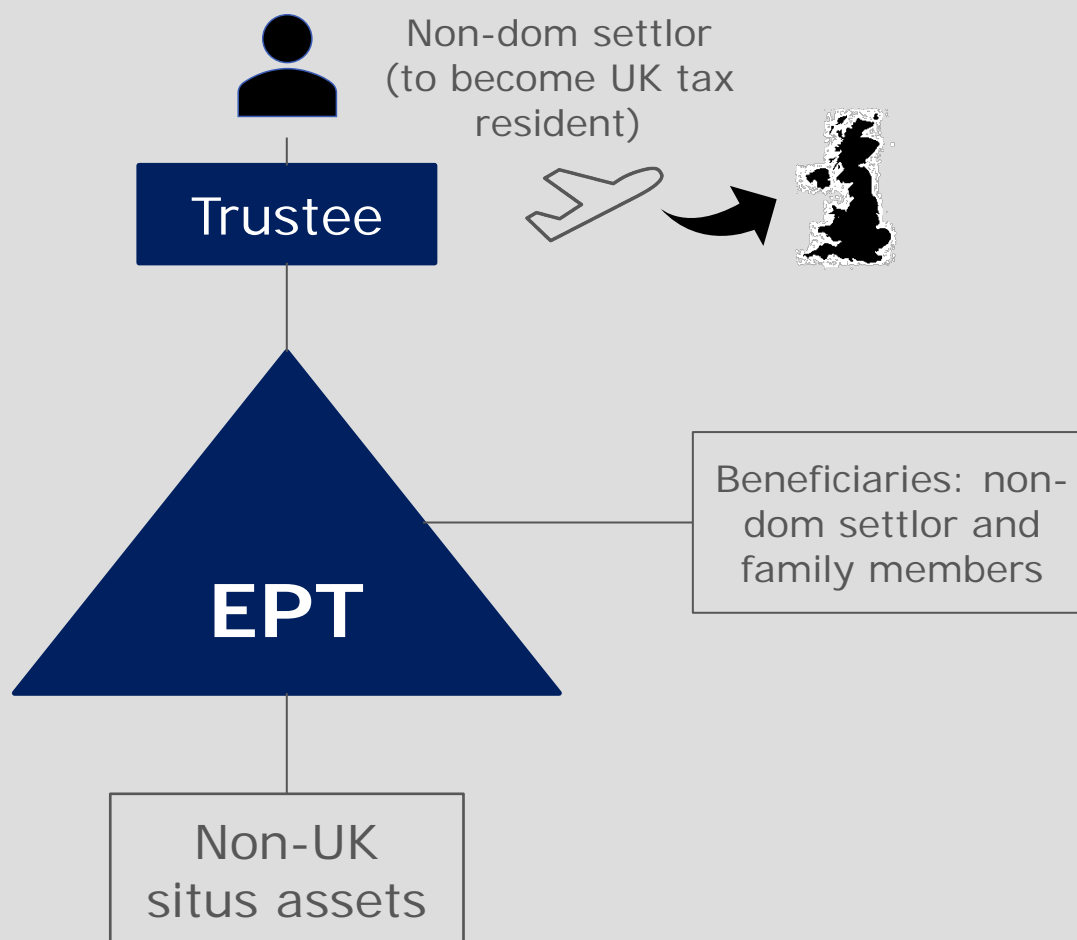 Non-dom settlor
(to become UK tax
resident)
Trustee
Beneficiaries: non-
dom settlor and
family members
EPT
Non-UK
situs assets